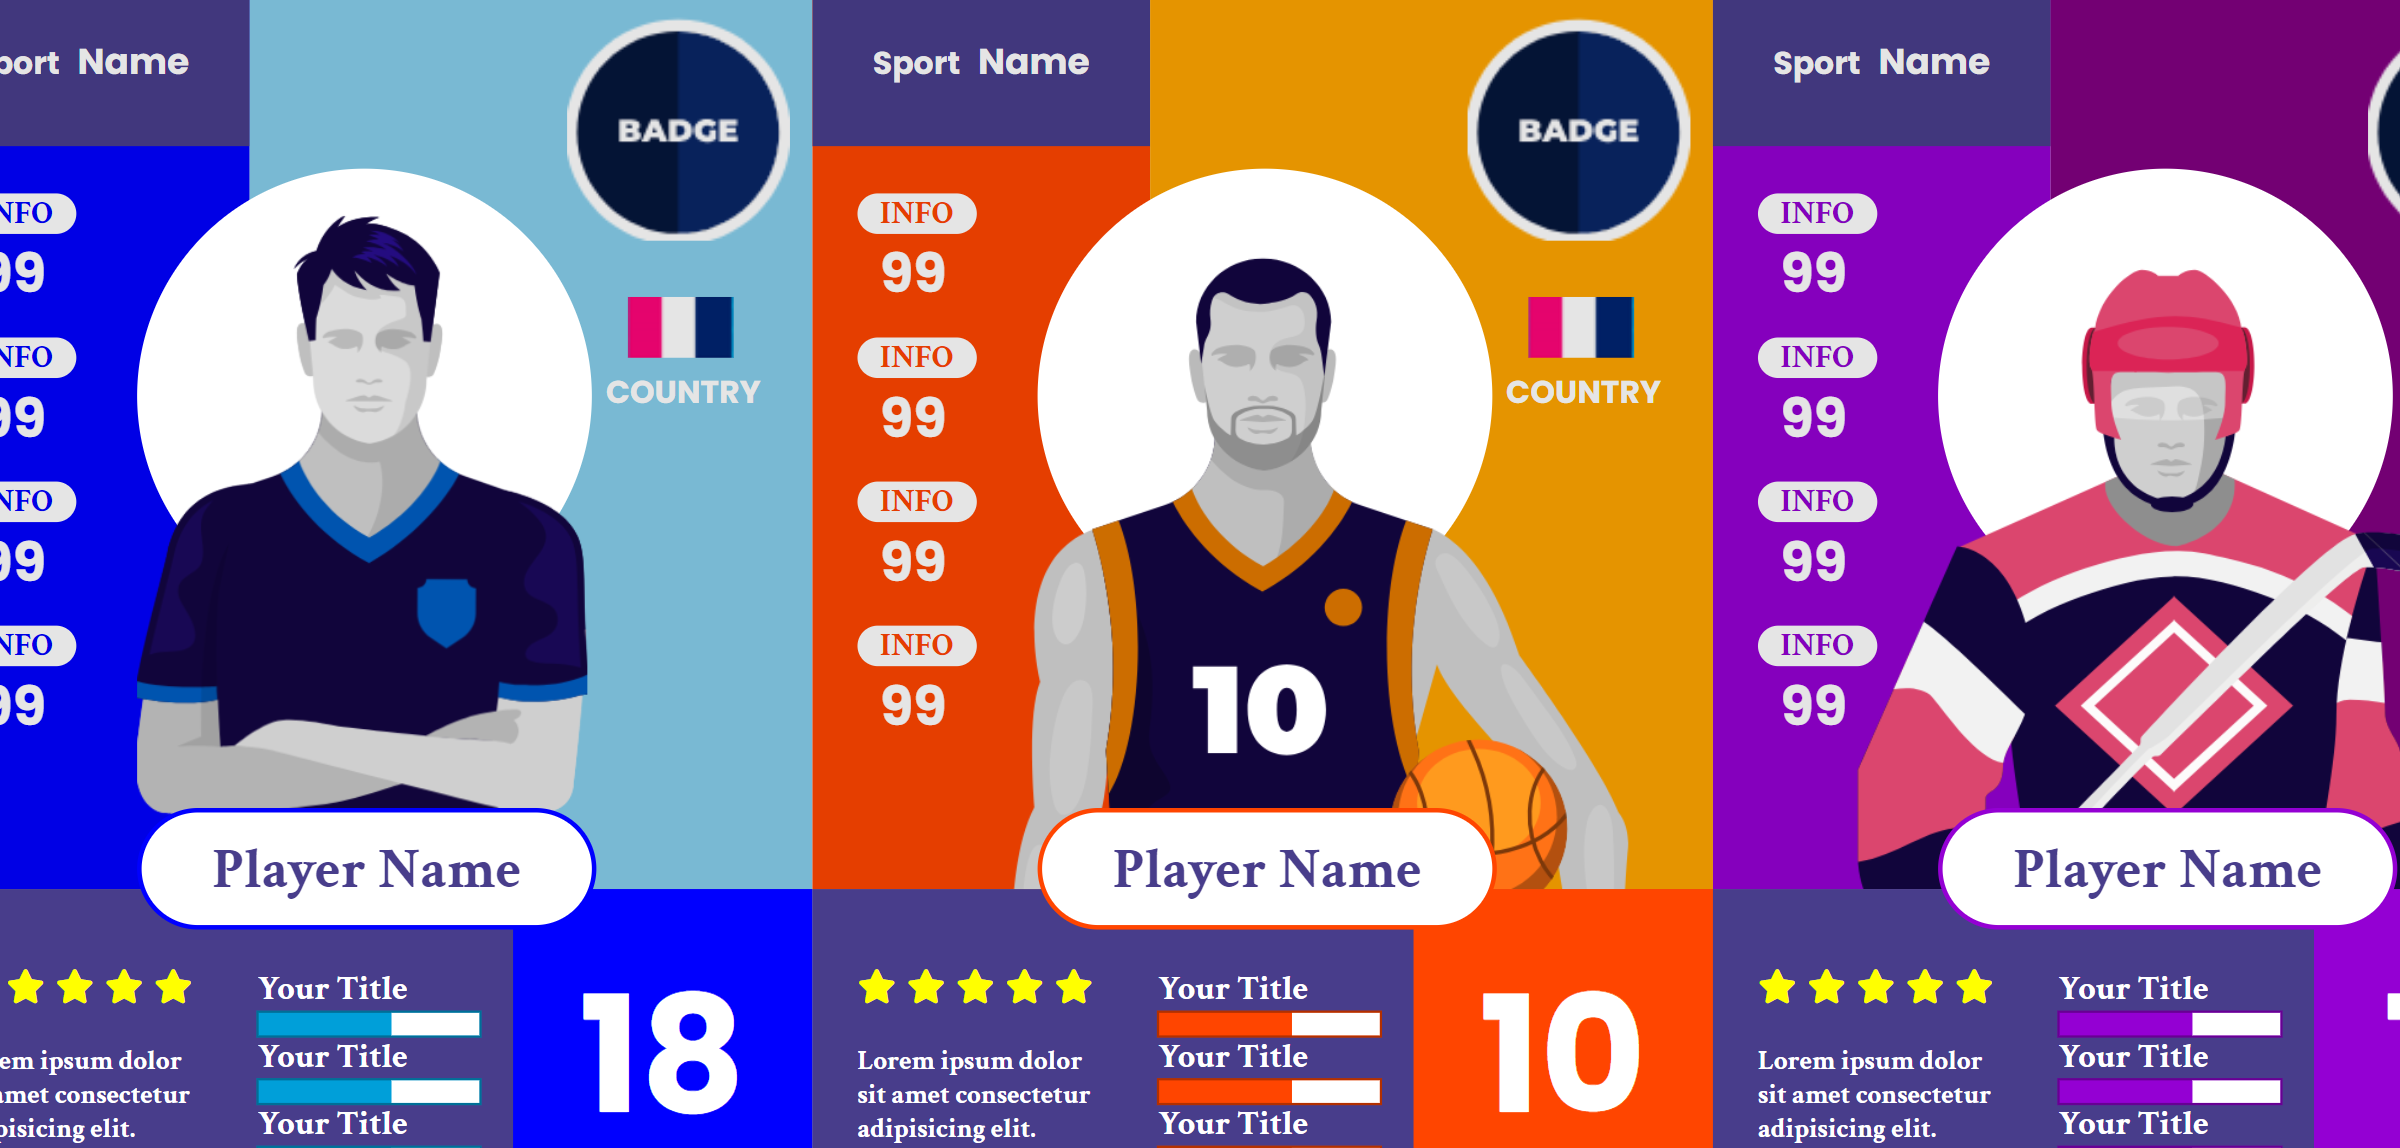 port Name
BADGE
NFO
99
NFO
99
NFO
99
NFO
99
COUNTRY
Player Name
em ipsum dolor
amet consectetur
pisicing elit.
Your Title
Your Title
Your Title
18
Sport Name
BADGE
INFO
99
INFO
99
INFO
99
INFO
99
COUNTRY
10
Player Name
Lorem ipsum dolor
sit amet consectetur
adipisicing elit.
Your Title
Your Title
Your Title
10
Sport Name
INFO
99
INFO
99
INFO
99
INFO
99
Player Name
Lorem ipsum dolor
sit amet consectetur
adipisicing elit.
Your Title
Your Title
Your Title